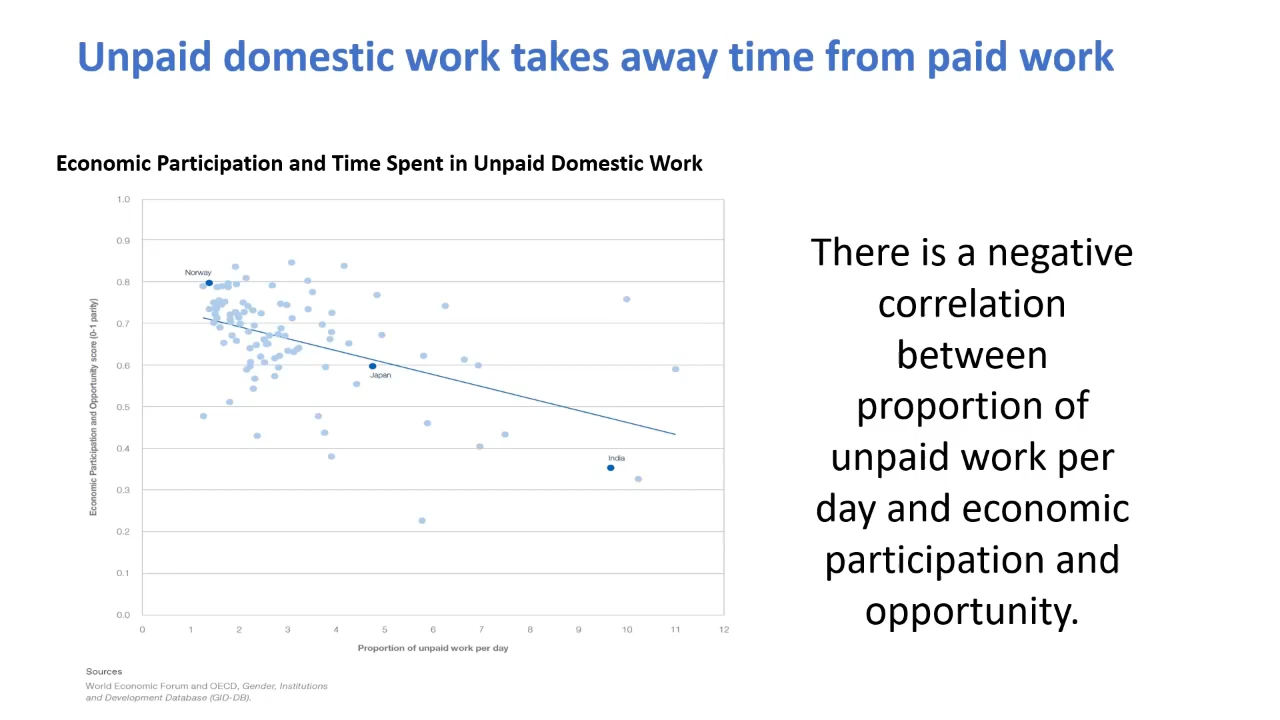 Unpaid domestic work takes away time from paid work
Economic Participation and Time Spent in Unpaid Domestic Work
Economic Participation and Opportunity score (0-1 parity)
1.0
0.9
0.8
0.7
0.6
0.5
0.4
0.3
0.2
0.1
0.0
Norway
Japan
India
0 1 2 3 4 5 6 7 8 9 10 11 12
Proportion of unpaid work per day
There is a negative
correlation
between
proportion of
unpaid work per
day and economic
participation and
opportunity.
Sources
World Economic Forum and OECD, Gender, Institutions
and Development Database (GID-DB).